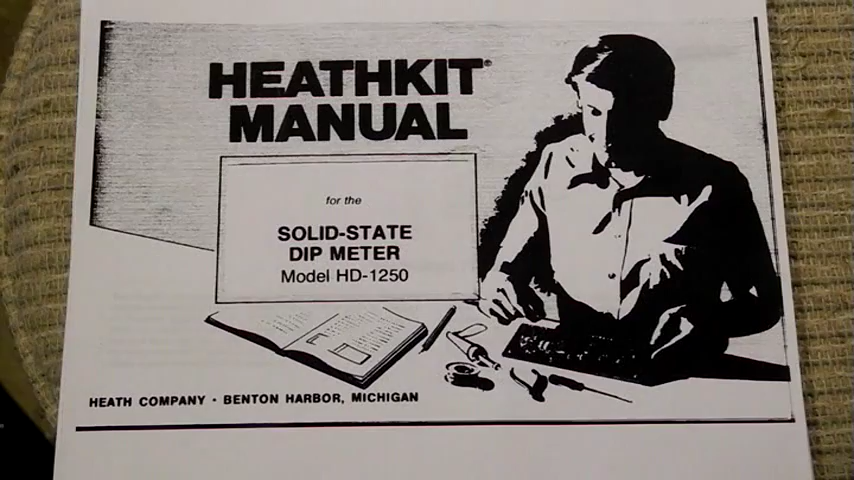 HEATHKIT®
MANUAL
for the
SOLID-STATE
DIP METER
Model HD-1250
HEATH COMPANY • BENTON HARBOR, MICHIGAN